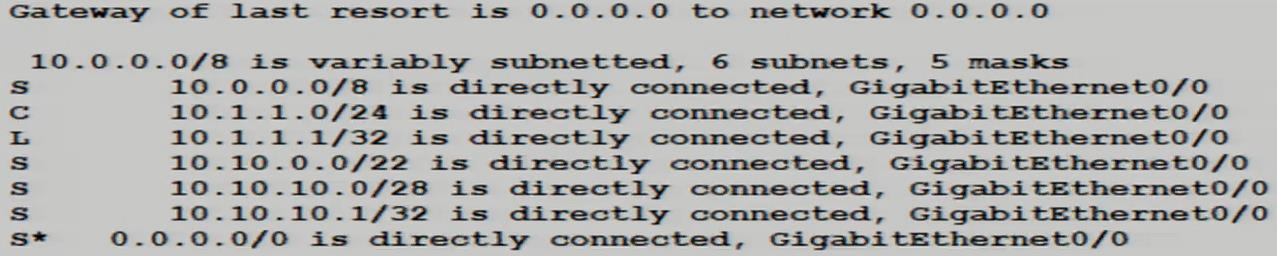 Gateway of last resort is 0.0.0.0 to network 0.0.0.0
10.0.0.0/8 is variably subnetted, 6 subnets, 5 masks
S 10.0.0.0/8 is directly connected, GigabitEthernet0/0
C 10.1.1.0/24 is directly connected, GigabitEthernet0/0
L 10.1.1.1/32 is directly connected, GigabitEthernet0/0
S 10.10.0.0/22 is directly connected, GigabitEthernet0/0
S 10.10.10.0/28 is directly connected, GigabitEthernet0/0
S 10.10.10.1/32 is directly connected, GigabitEthernet0/0
S* 0.0.0.0/0 is directly connected, GigabitEthernet0/0